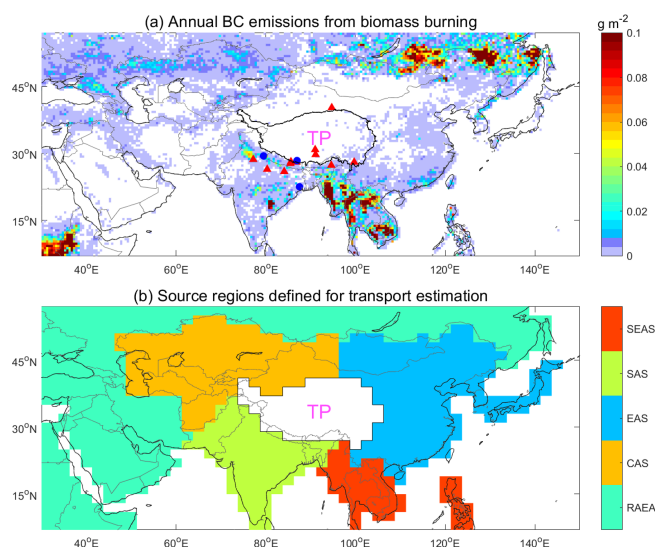 (a) Annual BC emissions from biomass burning
g m-2
45°N
30°N
15°N
TP
40°E 60°E 80°E 100°E 120°E 140°E
0.1
0.08
0.06
0.04
0.02
0
(b) Source regions defined for transport estimation
45°N
30°N
15°N
TP
40°E 60°E 80°E 100°E 120°E 140°E
SEAS
SAS
EAS
CAS
RAEA